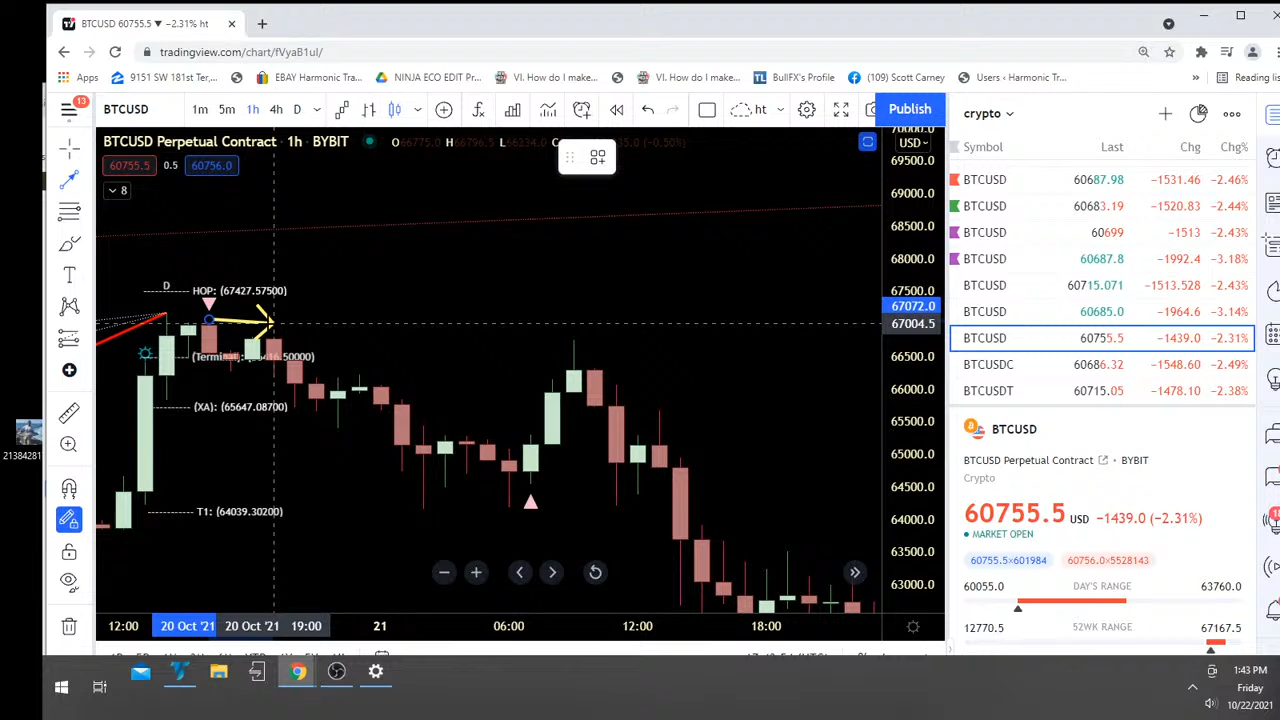 BTCUSD 60755.5 ▼ −2.31% ht
tradingview.com/chart/fVyaB1ul/
Apps 9151 SW 181st Ter,... EBAY Harmonic Tra... NINJA ECO EDIT Pr... VI. How do I make... VI. How do I make... BullFX's Profile (109) Scott Carney Users ‹ Harmonic Tr... » Reading lis
13 BTCUSD 1m 5m 1h 4h D ht Publish crypto
BTCUSD Perpetual Contract · 1h · BYBIT O66775.0 H66796.5 L66234.0 (−0.50%) USD
60755.5 0.5 60756.0
8
70000.0
69500.0
69000.0
68500.0
68000.0
67500.0
67072.0
67004.5
66500.0
66000.0
65500.0
65000.0
64500.0
64000.0
63500.0
63000.0
D HOP: (67427.57500)
(XA): (65647.08700)
T1: (64039.30200)
12:00 20 Oct '21 20 Oct '21 19:00 21 06:00 12:00 18:00
Symbol Last Chg Chg%
BTCUSD 60687.98 −1531.46 −2.46%
BTCUSD 60683.19 −1520.83 −2.44%
BTCUSD 60699 −1513 −2.43%
BTCUSD 60687.8 −1992.4 −3.18%
BTCUSD 60715.071 −1513.528 −2.43%
BTCUSD 60685.0 −1964.6 −3.14%
BTCUSD 60755.5 −1439.0 −2.31%
BTCUSDC 60686.32 −1548.60 −2.49%
BTCUSDT 60715.05 −1478.10 −2.38%
BTCUSD
BTCUSD Perpetual Contract · BYBIT
Crypto
60755.5 USD −1439.0 (−2.31%)
MARKET OPEN
60755.5×601984 60756.0×5528143
60055.0 DAY'S RANGE 63760.0
12770.5 52WK RANGE 67167.5
21384281
1:43 PM
Friday
10/22/2021